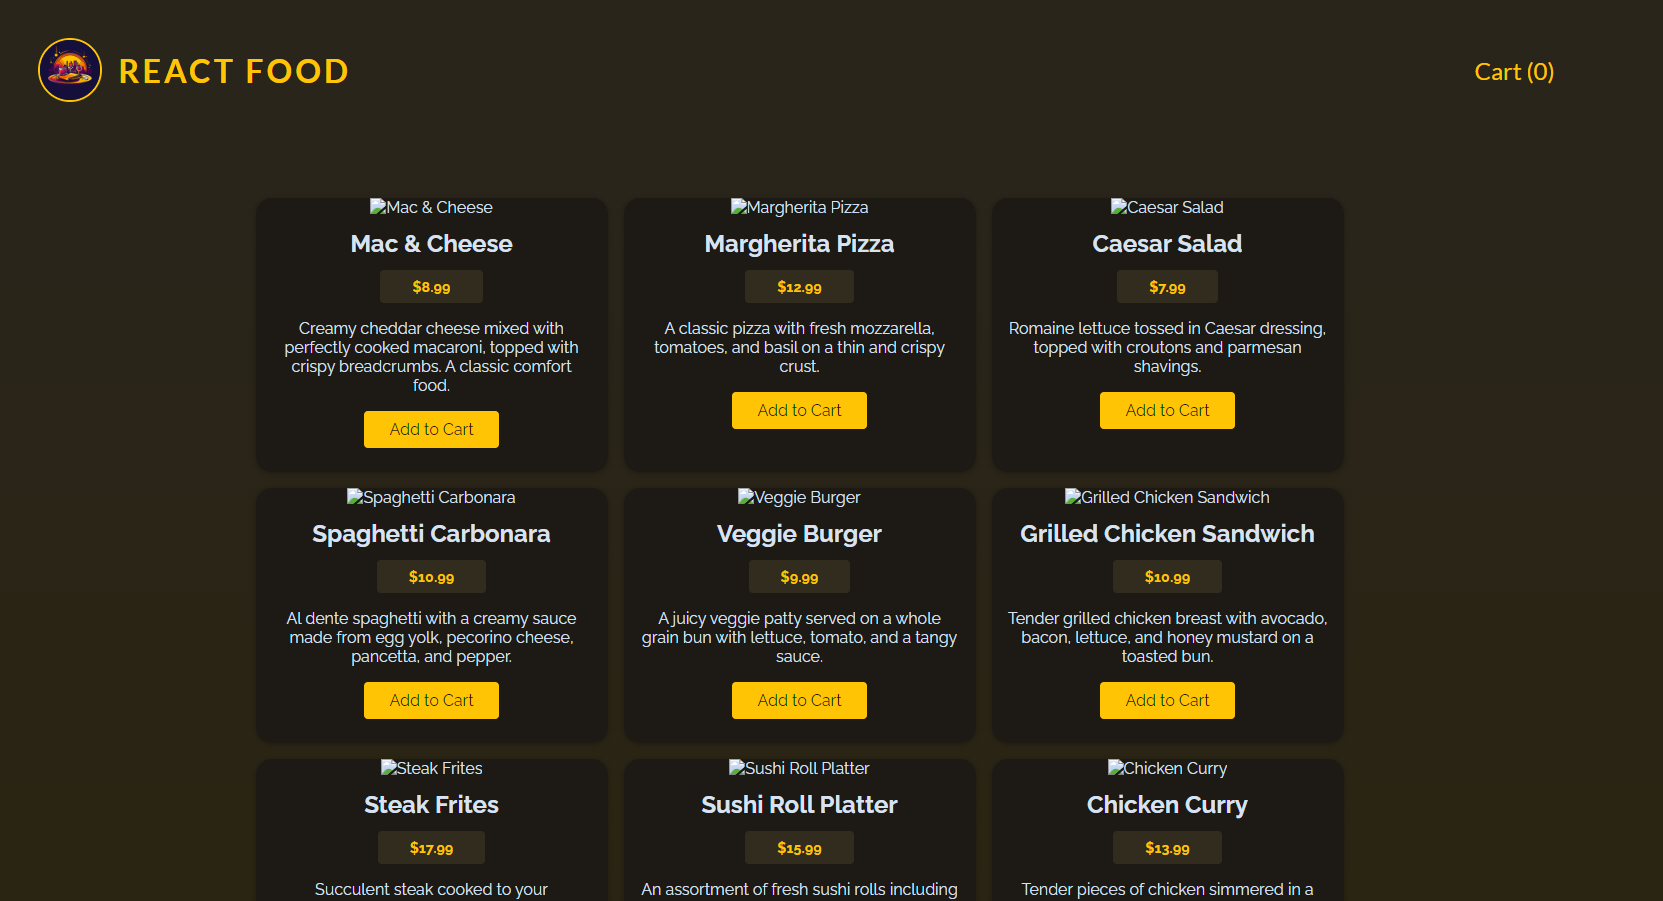 REACT FOOD
Cart (0)
Mac & Cheese
Mac & Cheese
$8.99
Creamy cheddar cheese mixed with
perfectly cooked macaroni, topped with
crispy breadcrumbs. A classic comfort
food.
Add to Cart
Margherita Pizza
Margherita Pizza
$12.99
A classic pizza with fresh mozzarella,
tomatoes, and basil on a thin and crispy
crust.
Add to Cart
Caesar Salad
Caesar Salad
$7.99
Romaine lettuce tossed in Caesar dressing,
topped with croutons and parmesan
shavings.
Add to Cart
Spaghetti Carbonara
Spaghetti Carbonara
$10.99
Al dente spaghetti with a creamy sauce
made from egg yolk, pecorino cheese,
pancetta, and pepper.
Add to Cart
Veggie Burger
Veggie Burger
$9.99
A juicy veggie patty served on a whole
grain bun with lettuce, tomato, and a tangy
sauce.
Add to Cart
Grilled Chicken Sandwich
Grilled Chicken Sandwich
$10.99
Tender grilled chicken breast with avocado,
bacon, lettuce, and honey mustard on a
toasted bun.
Add to Cart
Steak Frites
Steak Frites
$17.99
Succulent steak cooked to your
Sushi Roll Platter
Sushi Roll Platter
$15.99
An assortment of fresh sushi rolls including
Chicken Curry
Chicken Curry
$13.99
Tender pieces of chicken simmered in a